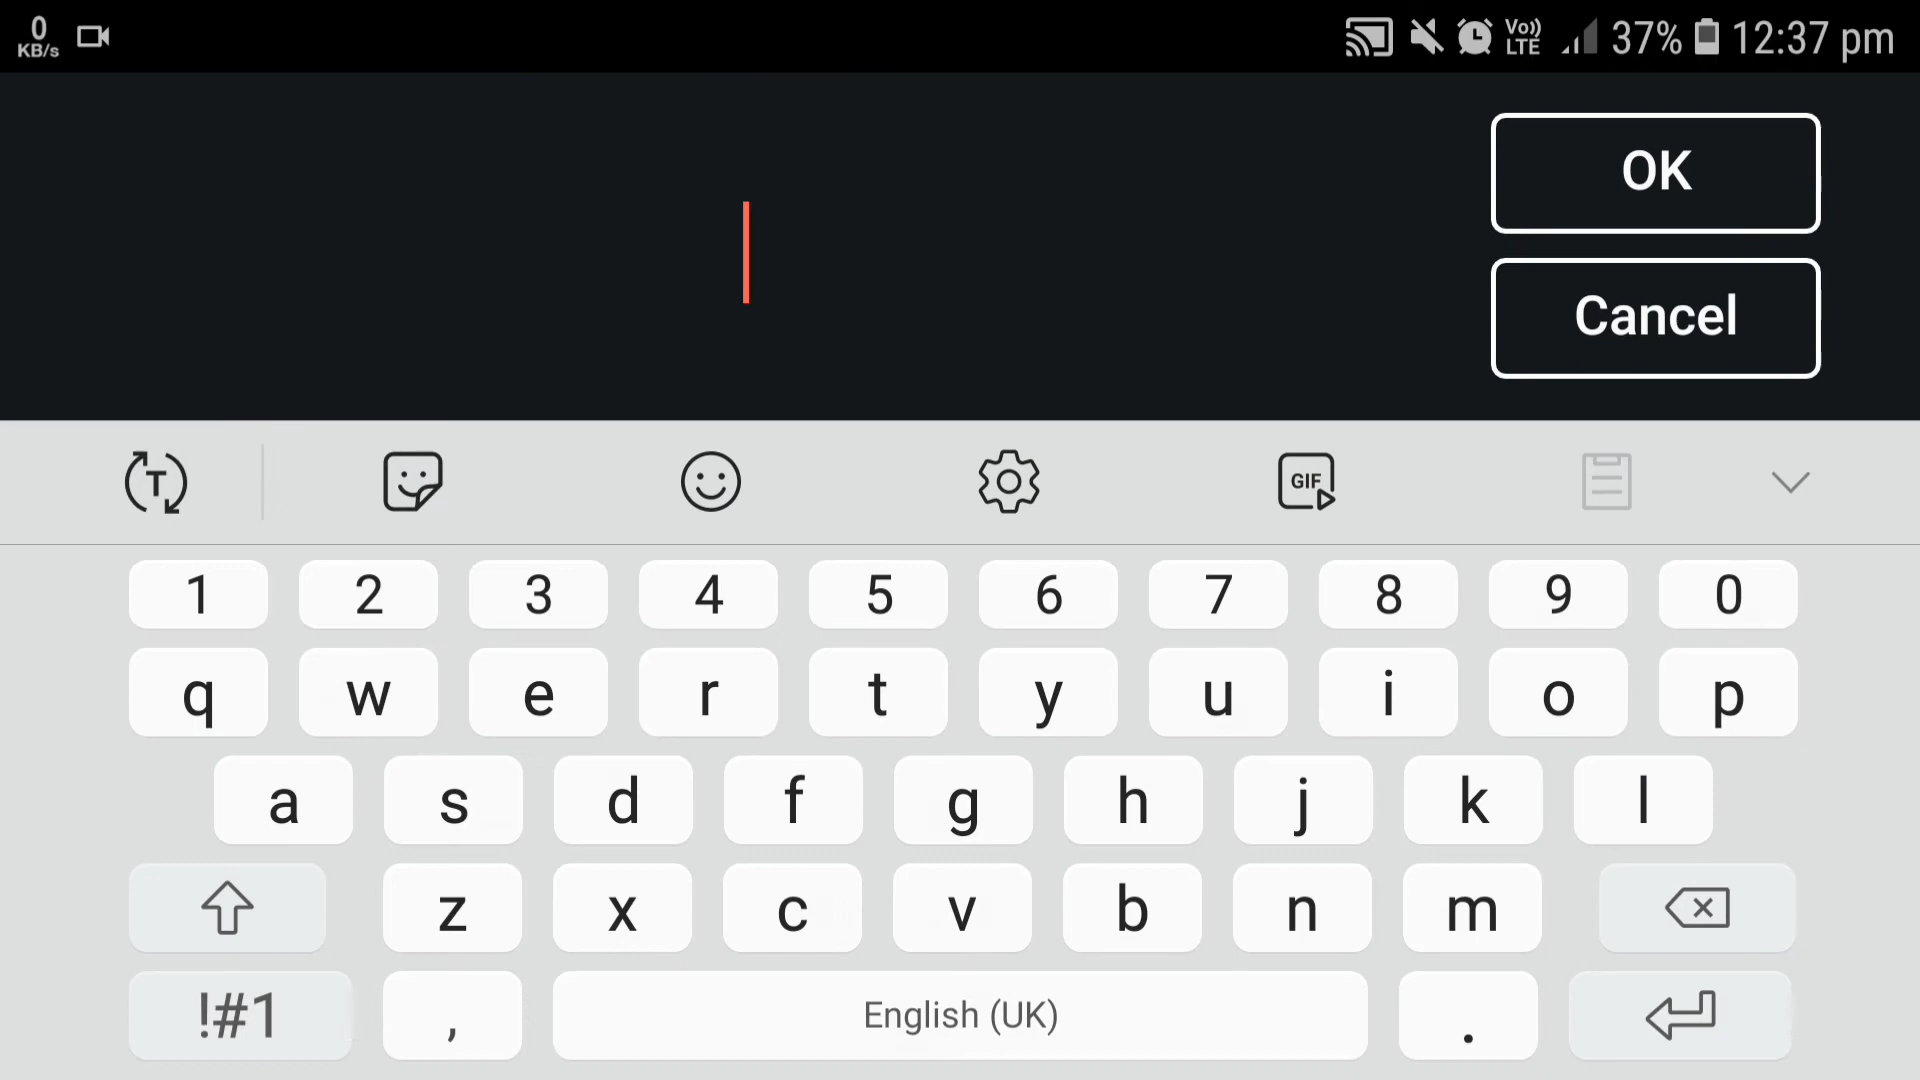 0
KB/s
Vo))
LTE
37%
12:37 pm
OK
Cancel
T
GIF
1 2 3 4 5 6 7 8 9 0
q w e r t y u i o p
a s d f g h j k l
z x c v b n m
!#1 , English (UK) .